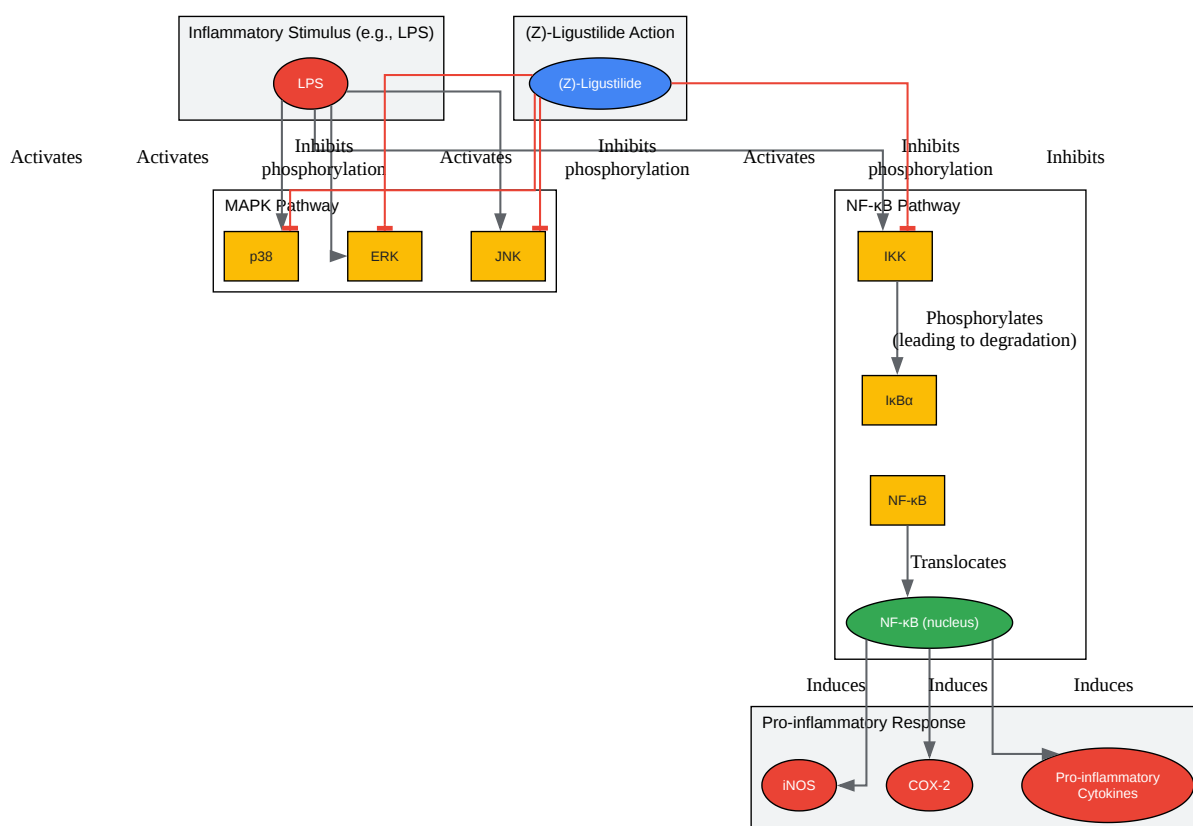 Inflammatory Stimulus (e.g., LPS)
(Z)-Ligustilide Action
LPS
(Z)-Ligustilide
Activates
Activates
Inhibits
phosphorylation
Activates
Inhibits
phosphorylation
Activates
Inhibits
phosphorylation
Inhibits
MAPK Pathway
NF-κB Pathway
p38
ERK
JNK
IKK
Phosphorylates
(leading to degradation)
IκBα
NF-κB
Translocates
NF-κB (nucleus)
Induces
Induces
Induces
Pro-inflammatory Response
iNOS
COX-2
Pro-inflammatory
Cytokines